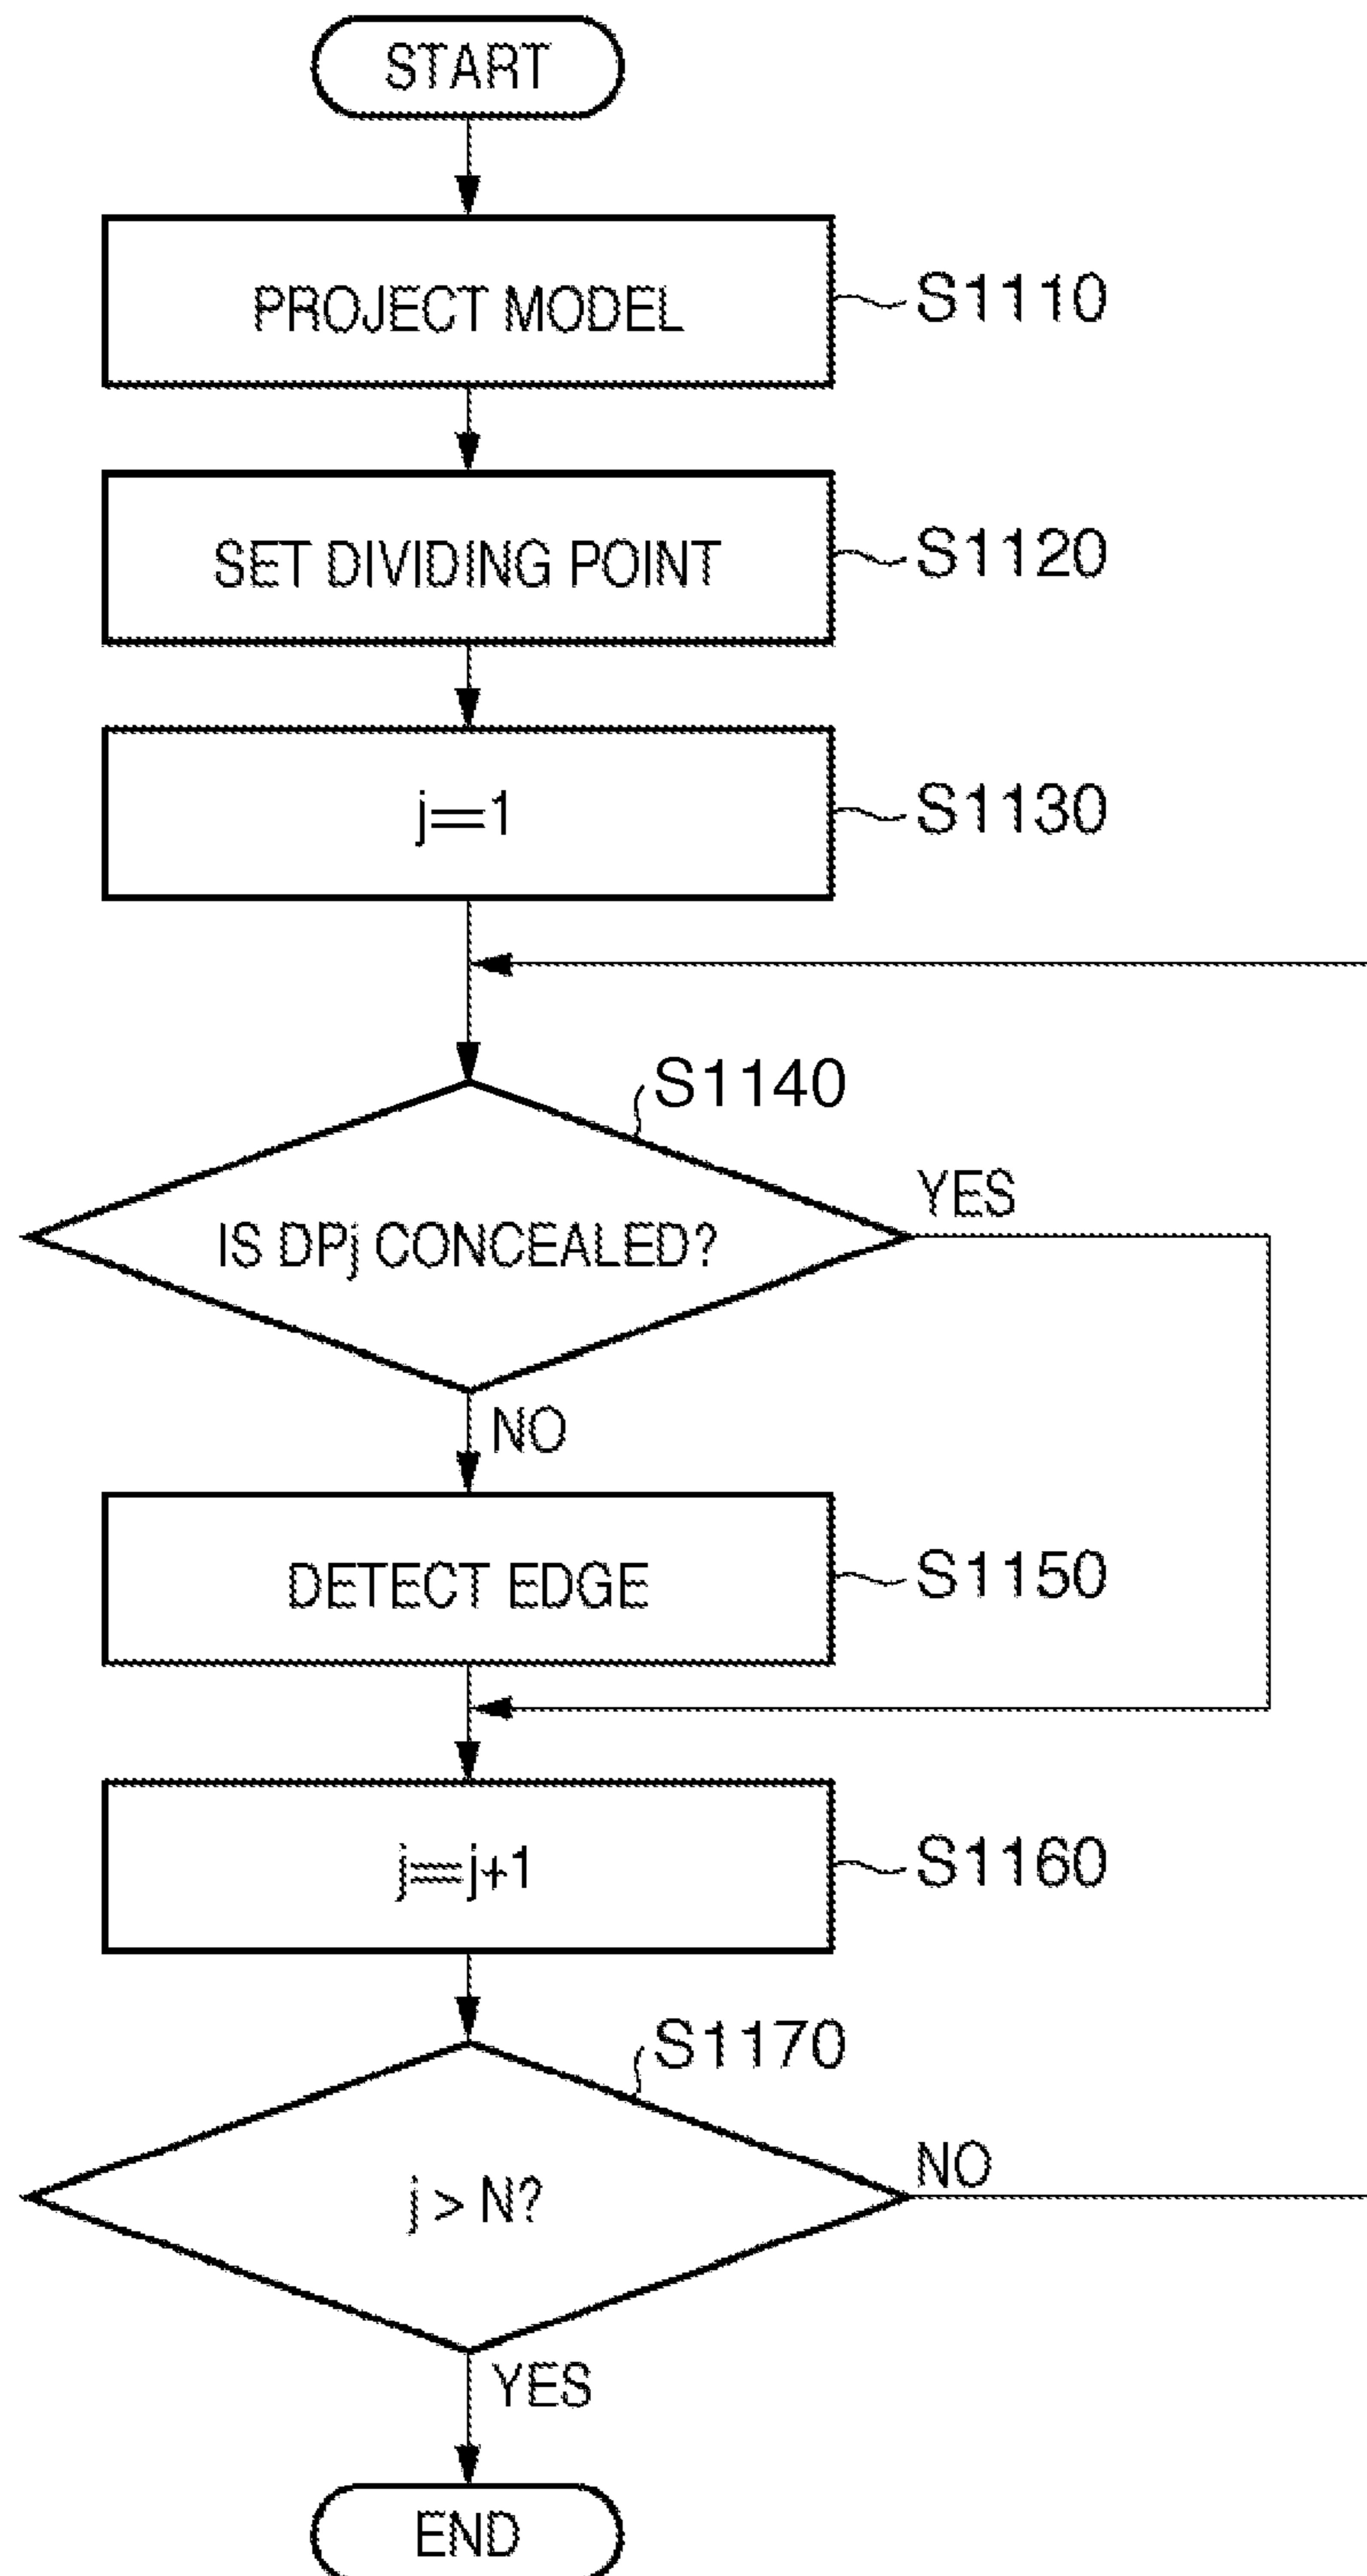 START
PROJECT MODEL
S1110
SET DIVIDING POINT
S1120
j=1
S1130
S1140
IS DPj CONCEALED?
YES
NO
DETECT EDGE
S1150
j=j+1
S1160
S1170
j > N?
NO
YES
END